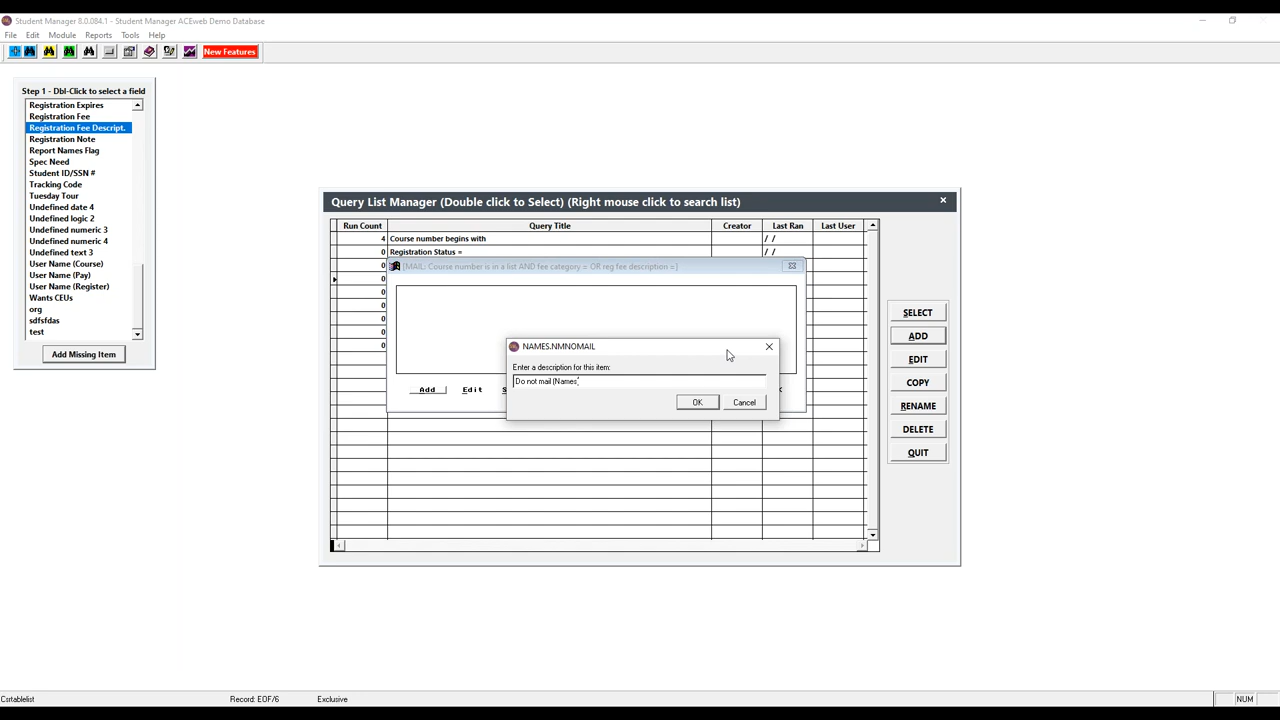 Student Manager 8.0.084.1 - Student Manager ACEweb Demo Database
File Edit Module Reports Tools Help
New Features
Step 1 - Dbl-Click to select a field
Registration Expires
Registration Fee
Registration Fee Descript.
Registration Note
Report Names Flag
Spec Need
Student ID/SSN #
Tracking Code
Tuesday Tour
Undefined date 4
Undefined logic 2
Undefined numeric 3
Undefined numeric 4
Undefined text 3
User Name (Course)
User Name (Pay)
User Name (Register)
Wants CEUs
org
sdfsfdas
test
Add Missing Item
Query List Manager (Double click to Select) (Right mouse click to search list)
Run Count Query Title Creator Last Ran Last User
4 Course number begins with / /
0 Registration Status = / /
0 [MAIL: Course number is in a list AND fee category = OR reg fee description =]
0
0
0
0
0
0
Add Edit
NAMES.NMNOMAIL
Enter a description for this item:
Do not mail (Names
OK Cancel
SELECT
ADD
EDIT
COPY
RENAME
DELETE
QUIT
Csrtablelist Record: EOF/6 Exclusive NUM